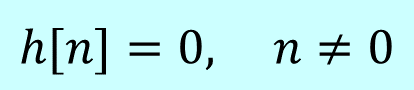 h[n] = 0, n ≠ 0